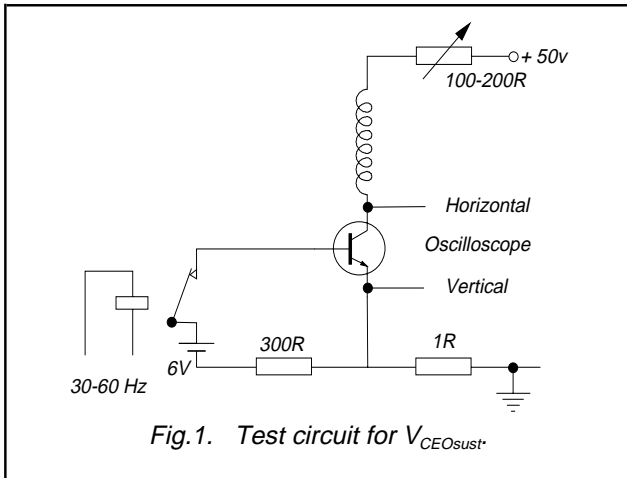 + 50v
100-200R
Horizontal
Oscilloscope
Vertical
300R
1R
6V
30-60 Hz
Fig.1. Test circuit for VCEOsust.